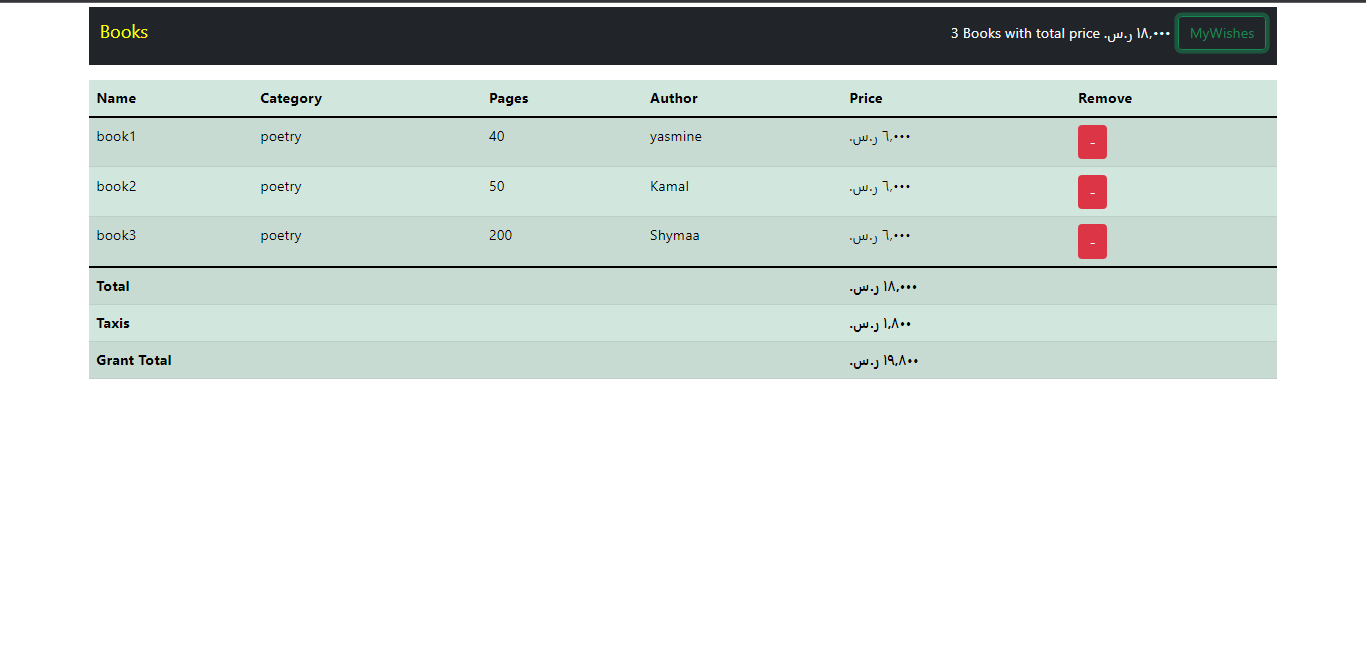 Books 3 Books with total price ر.س.‏ ١٨٬٠٠٠ MyWishes
Name Category Pages Author Price Remove
book1 poetry 40 yasmine ر.س.‏ ٦٬٠٠٠ -
book2 poetry 50 Kamal ر.س.‏ ٦٬٠٠٠ -
book3 poetry 200 Shymaa ر.س.‏ ٦٬٠٠٠ -
Total ر.س.‏ ١٨٬٠٠٠
Taxis ر.س.‏ ١٬٨٠٠
Grant Total ر.س.‏ ١٩٬٨٠٠